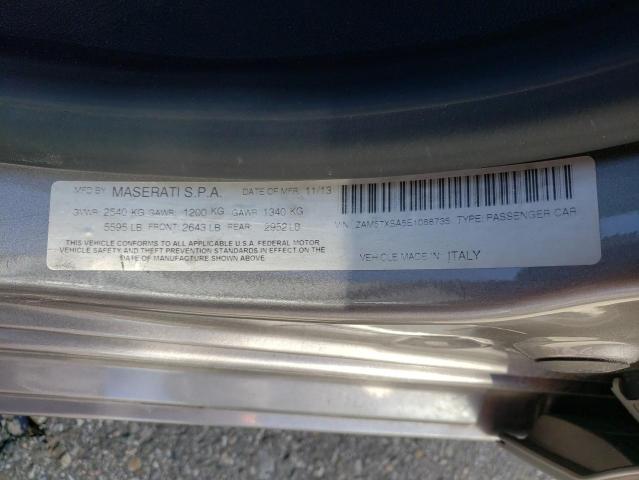 MFD BY MASERATI S.P.A. DATE OF MFR. 11/13
GVWR 2540 KG GAWR 1200 KG GAWR 1340 KG
5595 LB FRONT 2643 LB REAR 2952 LB
THIS VEHICLE CONFORMS TO ALL APPLICABLE U.S.A. FEDERAL MOTOR
VEHICLE SAFETY AND THEFT PREVENTION STANDARDS IN EFFECT ON THE
DATE OF MANUFACTURE SHOWN ABOVE
VIN: ZAM57XSA5E1088735 TYPE: PASSENGER CAR
VEHICLE MADE IN: ITALY